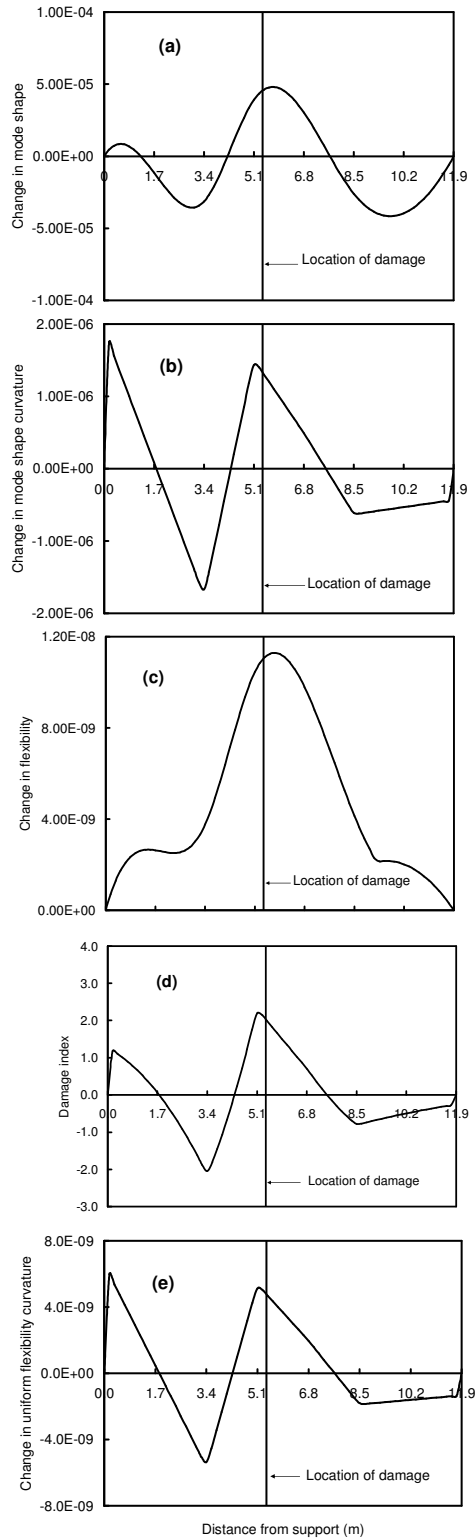 1.00E-04
(a)
5.00E-05
0.00E+00
0 1.7 3.4 5.1 6.8 8.5 10.2 11.9
-5.00E-05
Location of damage
-1.00E-04
Change in mode shape
2.00E-06
(b)
1.00E-06
0.00E+00
0.0 1.7 3.4 5.1 6.8 8.5 10.2 11.9
-1.00E-06
Location of damage
-2.00E-06
Change in mode shape curvature
1.20E-08
(c)
8.00E-09
4.00E-09
Location of damage
0.00E+00
Change in flexibility
4.0
(d)
3.0
2.0
1.0
0.0
0.0 1.7 3.4 5.1 6.8 8.5 10.2 11.9
-1.0
-2.0
Location of damage
-3.0
Damage index
8.0E-09
(e)
4.0E-09
0.0E+00
0.0 1.7 3.4 5.1 6.8 8.5 10.2 11.9
-4.0E-09
Location of damage
-8.0E-09
Change in uniform flexibility curvature
Distance from support (m)